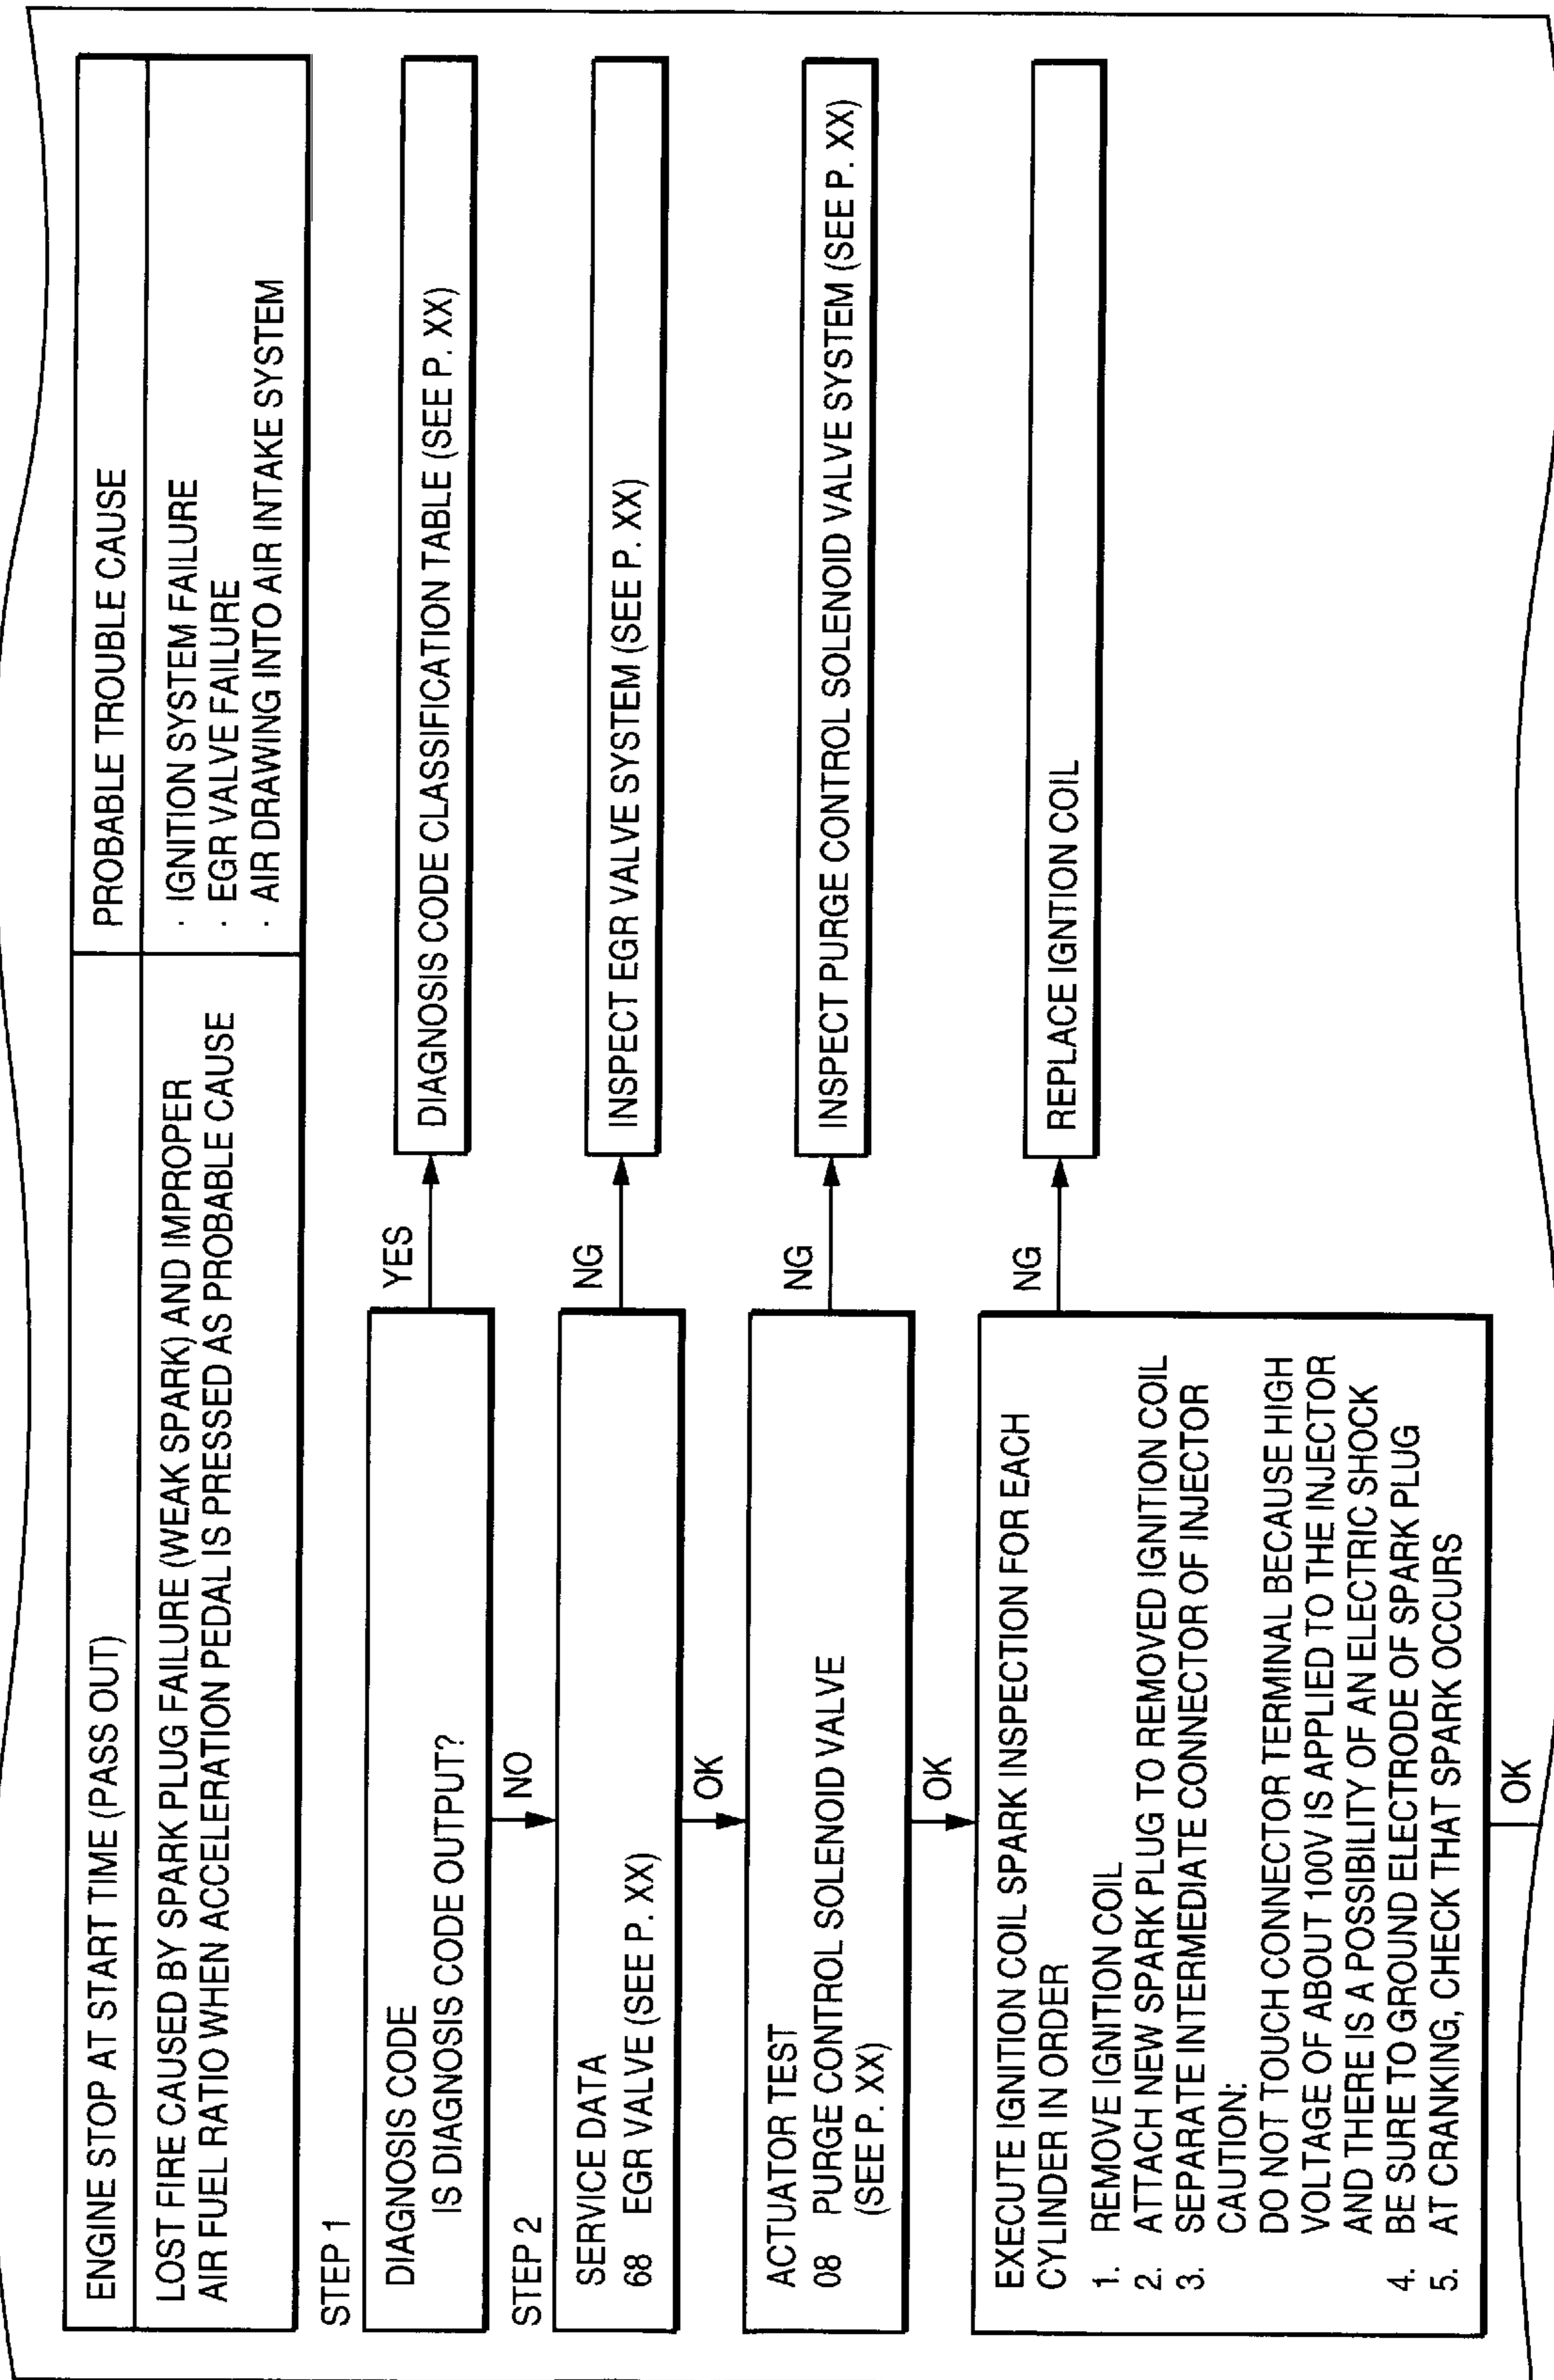 ENGINE STOP AT START TIME (PASS OUT)
PROBABLE TROUBLE CAUSE
LOST FIRE CAUSED BY SPARK PLUG FAILURE (WEAK SPARK) AND IMPROPER
AIR FUEL RATIO WHEN ACCELERATION PEDAL IS PRESSED AS PROBABLE CAUSE
· IGNITION SYSTEM FAILURE
· EGR VALVE FAILURE
· AIR DRAWING INTO AIR INTAKE SYSTEM
STEP 1
DIAGNOSIS CODE
IS DIAGNOSIS CODE OUTPUT?
YES
DIAGNOSIS CODE CLASSIFICATION TABLE (SEE P. XX)
NO
STEP 2
SERVICE DATA
68 EGR VALVE (SEE P. XX)
NG
INSPECT EGR VALVE SYSTEM (SEE P. XX)
OK
ACTUATOR TEST
08 PURGE CONTROL SOLENOID VALVE
(SEE P. XX)
NG
INSPECT PURGE CONTROL SOLENOID VALVE SYSTEM (SEE P. XX)
OK
EXECUTE IGNITION COIL SPARK INSPECTION FOR EACH
CYLINDER IN ORDER
1. REMOVE IGNITION COIL
2. ATTACH NEW SPARK PLUG TO REMOVED IGNITION COIL
3. SEPARATE INTERMEDIATE CONNECTOR OF INJECTOR
CAUTION:
DO NOT TOUCH CONNECTOR TERMINAL BECAUSE HIGH
VOLTAGE OF ABOUT 100V IS APPLIED TO THE INJECTOR
AND THERE IS A POSSIBILITY OF AN ELECTRIC SHOCK
4. BE SURE TO GROUND ELECTRODE OF SPARK PLUG
5. AT CRANKING, CHECK THAT SPARK OCCURS
NG
REPLACE IGNTION COIL
OK